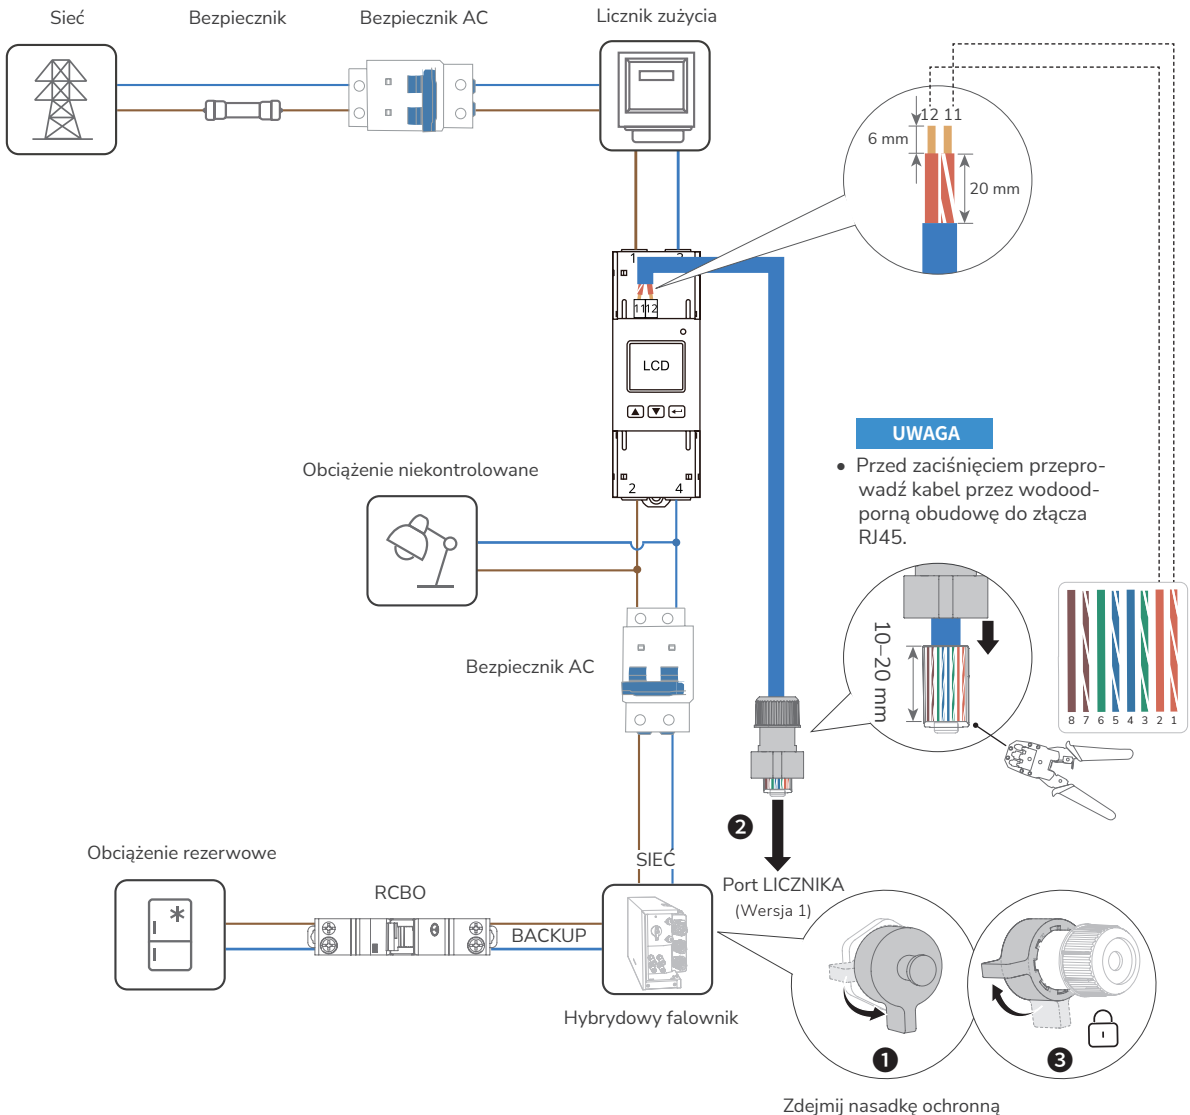 Sieć
Bezpiecznik
Bezpiecznik AC
Licznik zużycia
12 11
6 mm
20 mm
1
3
11 12
LCD
2
4
UWAGA
• Przed zaciśnięciem przepro-
wadź kabel przez wodood-
porną obudowę do złącza
RJ45.
Obciążenie niekontrolowane
10–20 mm
8 7 6 5 4 3 2 1
Bezpiecznik AC
2
Obciążenie rezerwowe
SIEĆ
RCBO
BACKUP
Port LICZNIKA
(Wersja 1)
Hybrydowy falownik
1
3
Zdejmij nasadkę ochronną